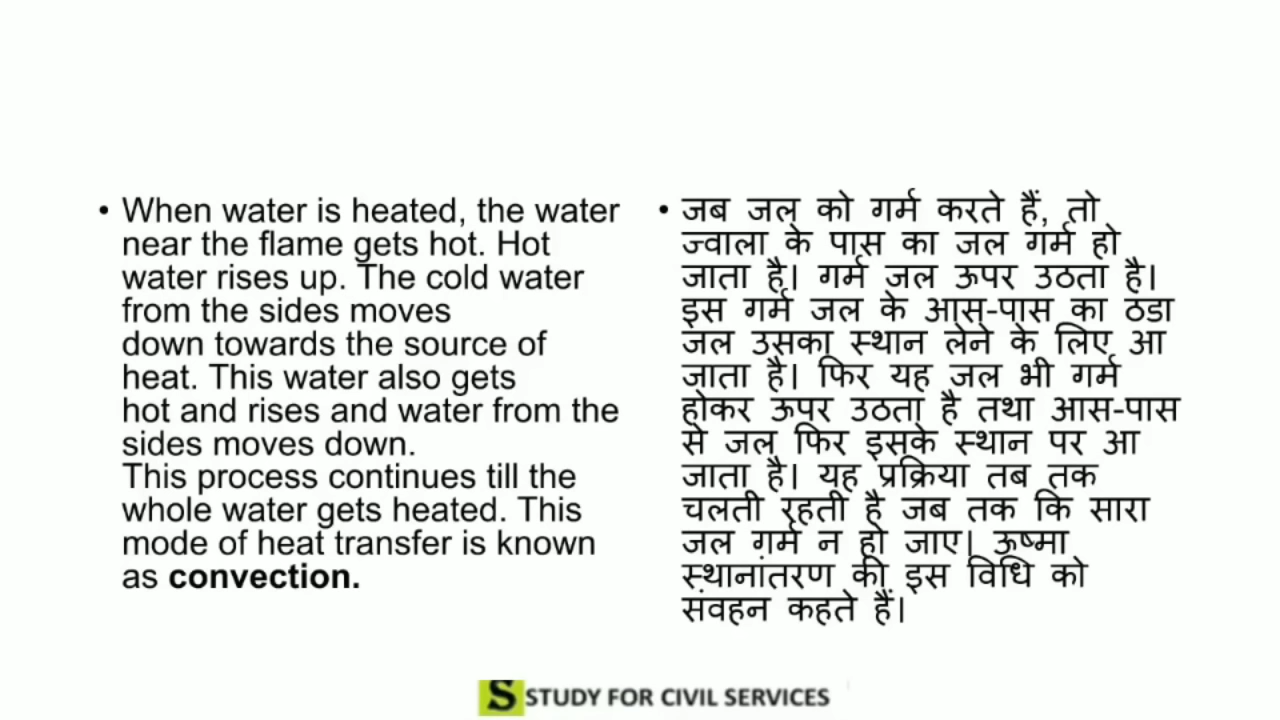 • When water is heated, the water
near the flame gets hot. Hot
water rises up. The cold water
from the sides moves
down towards the source of
heat. This water also gets
hot and rises and water from the
sides moves down.
This process continues till the
whole water gets heated. This
mode of heat transfer is known
as convection.
• जब जल को गर्म करते हैं, तो
ज्वाला के पास का जल गर्म हो
जाता है। गर्म जल ऊपर उठता है।
इस गर्म जल के आस-पास का ठंडा
जल उसका स्थान लेने के लिए आ
जाता है। फिर यह जल भी गर्म
होकर ऊपर उठता है तथा आस-पास
से जल फिर इसके स्थान पर आ
जाता है। यह प्रक्रिया तब तक
चलती रहती है जब तक कि सारा
जल गर्म न हो जाए। ऊष्मा
स्थानांतरण की इस विधि को
संवहन कहते हैं।
S STUDY FOR CIVIL SERVICES